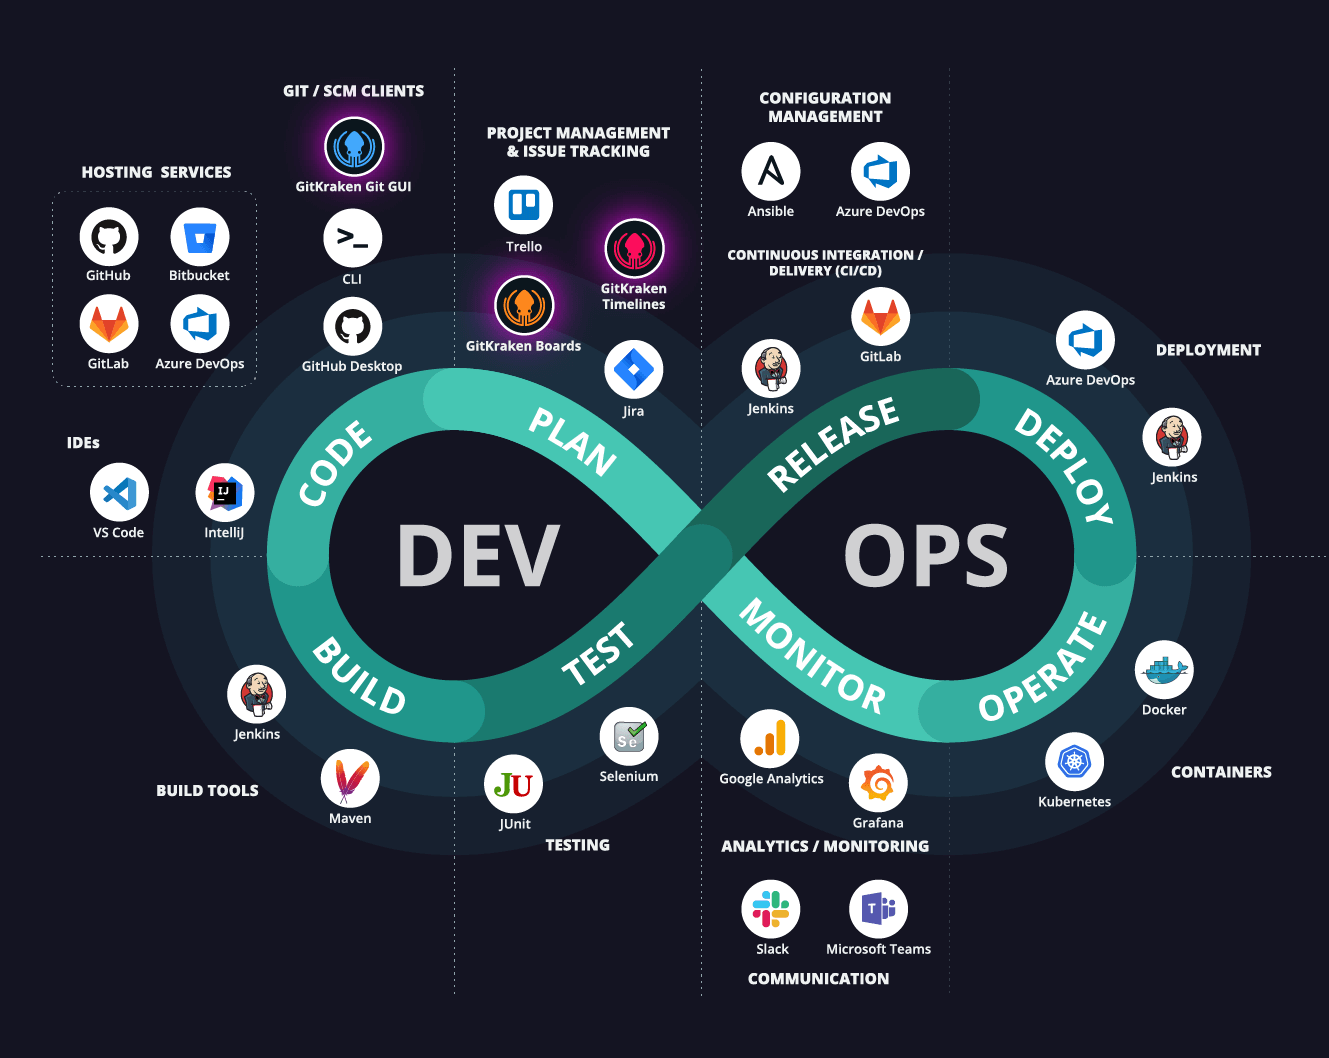 GIT / SCM CLIENTS
GitKraken Git GUI
CLI
GitHub Desktop
HOSTING SERVICES
GitHub
Bitbucket
GitLab
Azure DevOps
IDEs
VS Code
IntelliJ
IJ
PROJECT MANAGEMENT
& ISSUE TRACKING
Trello
GitKraken
Timelines
GitKraken Boards
Jira
CONFIGURATION
MANAGEMENT
Ansible
Azure DevOps
CONTINUOUS INTEGRATION /
DELIVERY (CI/CD)
GitLab
Jenkins
Azure DevOps
DEPLOYMENT
Jenkins
CODE
PLAN
RELEASE
DEPLOY
DEV
OPS
BUILD
TEST
MONITOR
OPERATE
Jenkins
BUILD TOOLS
Maven
JU
JUnit
Se
Selenium
TESTING
Google Analytics
Grafana
ANALYTICS / MONITORING
Slack
T
Microsoft Teams
COMMUNICATION
Docker
Kubernetes
CONTAINERS